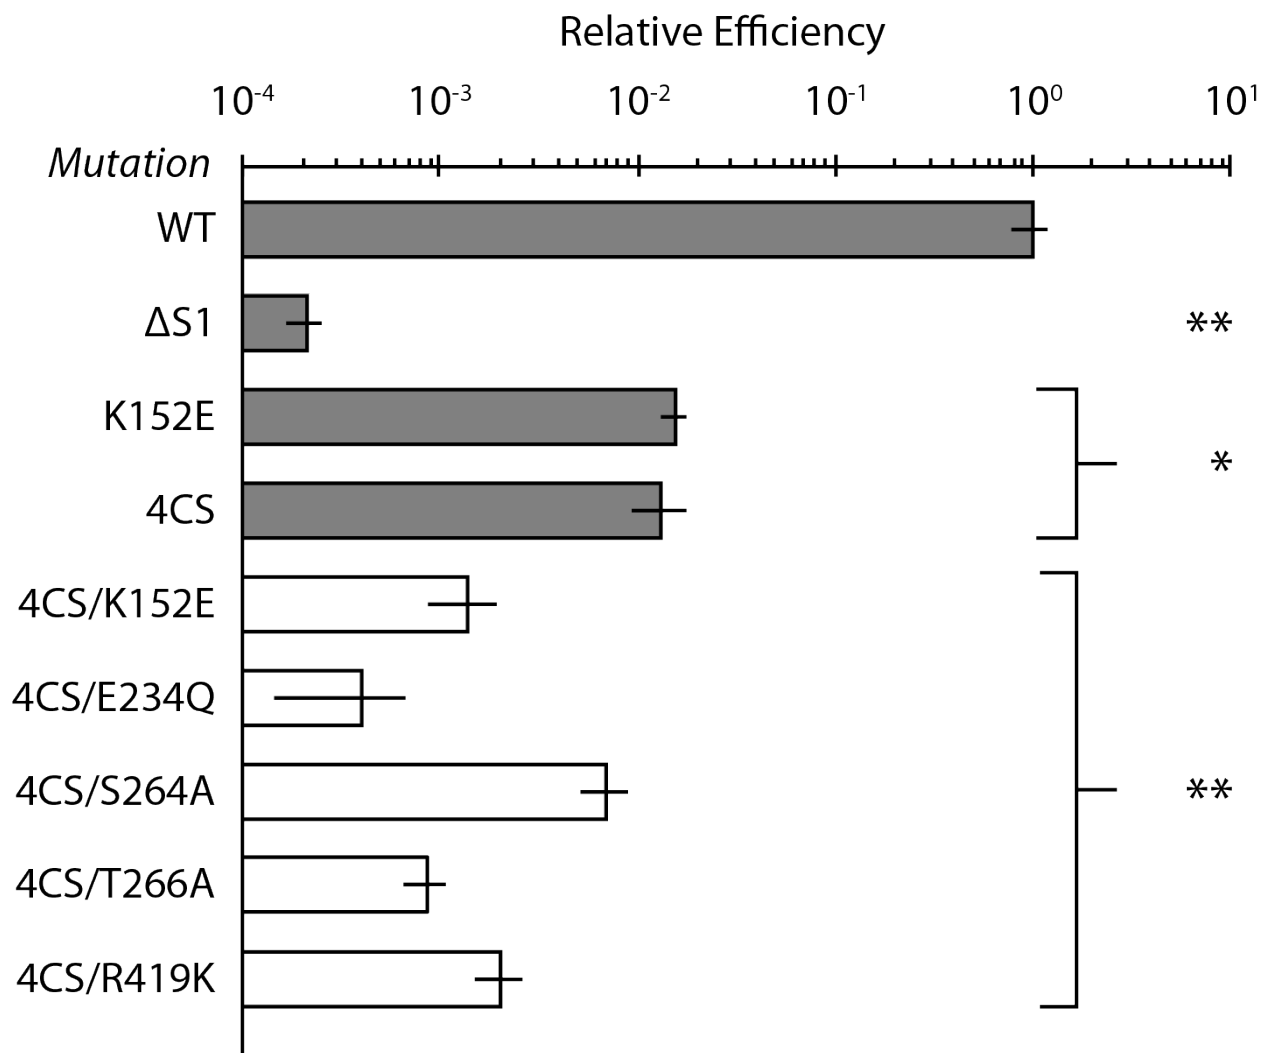 Relative Efficiency
10⁻⁴ 10⁻³ 10⁻² 10⁻¹ 10⁰ 10¹
Mutation
WT
ΔS1 **
K152E
*
4CS
4CS/K152E
4CS/E234Q
4CS/S264A **
4CS/T266A
4CS/R419K